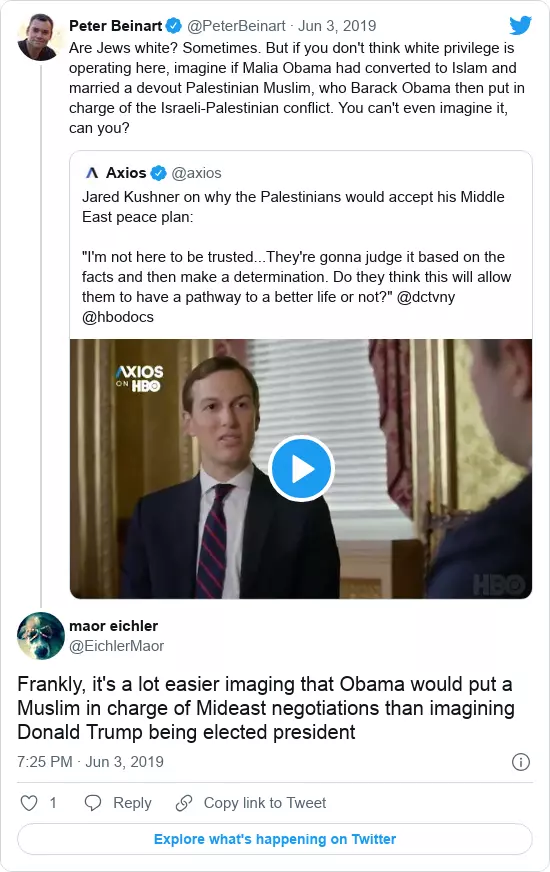 Peter Beinart @PeterBeinart · Jun 3, 2019
Are Jews white? Sometimes. But if you don't think white privilege is
operating here, imagine if Malia Obama had converted to Islam and
married a devout Palestinian Muslim, who Barack Obama then put in
charge of the Israeli-Palestinian conflict. You can't even imagine it,
can you?
Axios @axios
Jared Kushner on why the Palestinians would accept his Middle
East peace plan:
"I'm not here to be trusted...They're gonna judge it based on the
facts and then make a determination. Do they think this will allow
them to have a pathway to a better life or not?" @dctvny
@hbodocs
AXIOS
ON HBO
HBO
maor eichler
@EichlerMaor
Frankly, it's a lot easier imaging that Obama would put a
Muslim in charge of Mideast negotiations than imagining
Donald Trump being elected president
7:25 PM · Jun 3, 2019
1 Reply Copy link to Tweet
Explore what's happening on Twitter